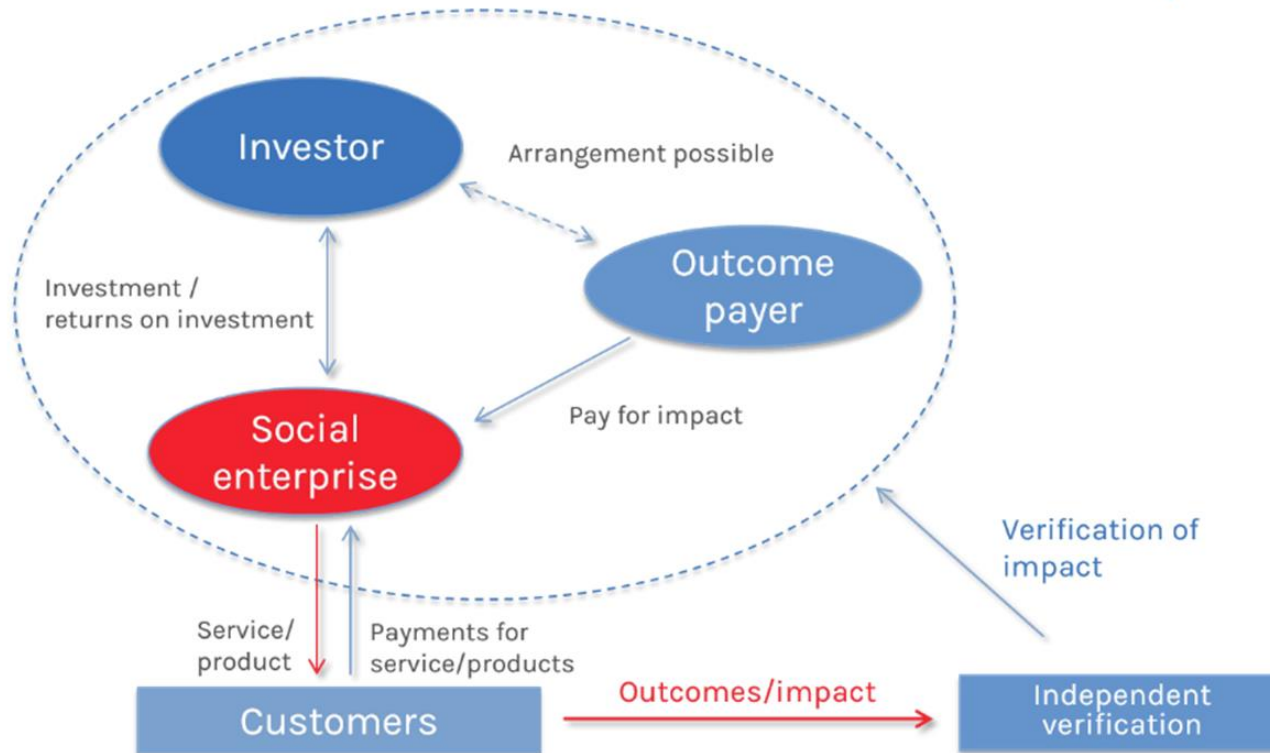 Investor
Arrangement possible
Outcome
payer
Investment /
returns on investment
Pay for impact
Social
enterprise
Verification of
impact
Service/
product
Payments for
service/products
Outcomes/impact
Customers
Independent
verification